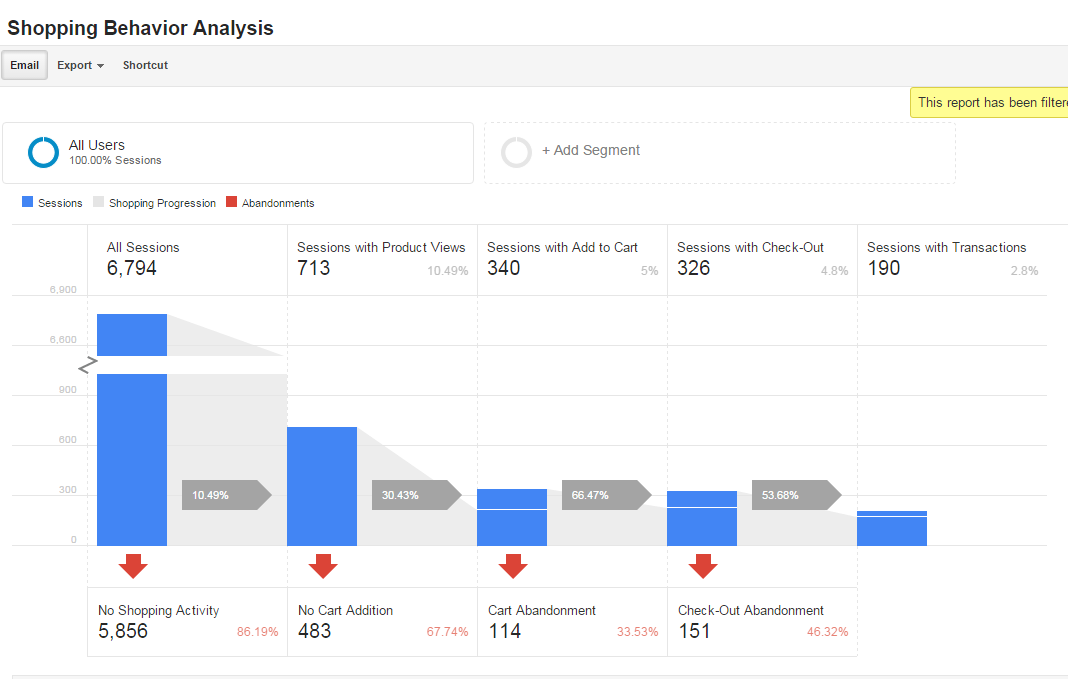 Shopping Behavior Analysis
Email Export Shortcut
This report has been filtere
All Users
100.00% Sessions
+ Add Segment
Sessions Shopping Progression Abandonments
All Sessions
6,794
Sessions with Product Views
713 10.49%
Sessions with Add to Cart
340 5%
Sessions with Check-Out
326 4.8%
Sessions with Transactions
190 2.8%
6,900
6,600
900
600
300
0
10.49%
30.43%
66.47%
53.68%
No Shopping Activity
5,856 86.19%
No Cart Addition
483 67.74%
Cart Abandonment
114 33.53%
Check-Out Abandonment
151 46.32%